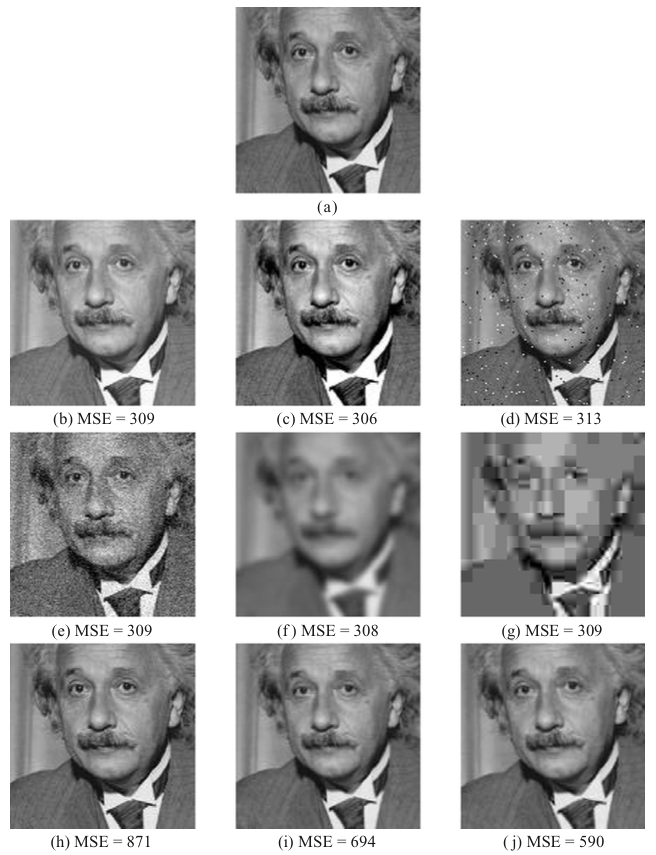 (a)
(b) MSE = 309
(c) MSE = 306
(d) MSE = 313
(e) MSE = 309
(f) MSE = 308
(g) MSE = 309
(h) MSE = 871
(i) MSE = 694
(j) MSE = 590